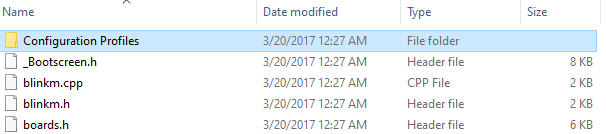 Name Date modified Type Size
Configuration Profiles 3/20/2017 12:27 AM File folder
_Bootscreen.h 3/20/2017 12:27 AM Header file 8 KB
blinkm.cpp 3/20/2017 12:27 AM CPP File 2 KB
blinkm.h 3/20/2017 12:27 AM Header file 2 KB
boards.h 3/20/2017 12:27 AM Header file 6 KB